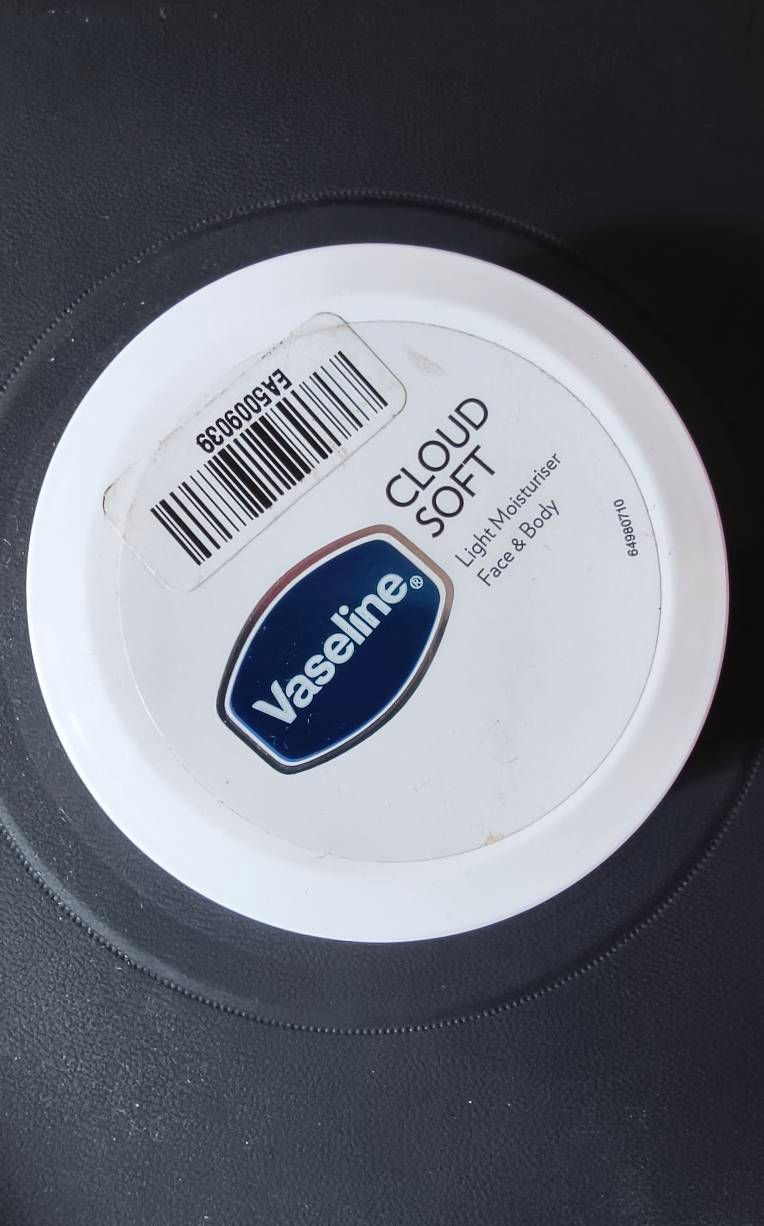 EA5009039
Vaseline®
CLOUD
SOFT
Light Moisturiser
Face & Body
64980710